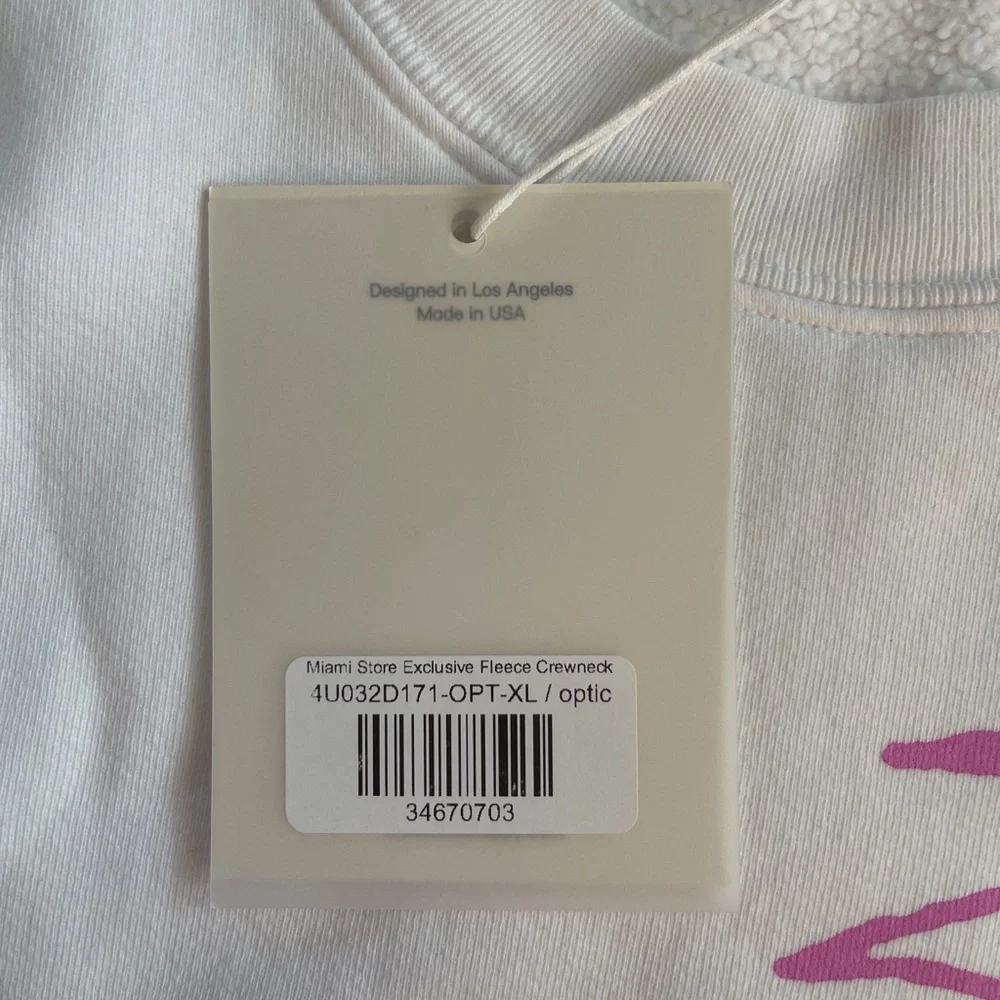 Designed in Los Angeles
Made in USA
Miami Store Exclusive Fleece Crewneck
4U032D171-OPT-XL / optic
34670703